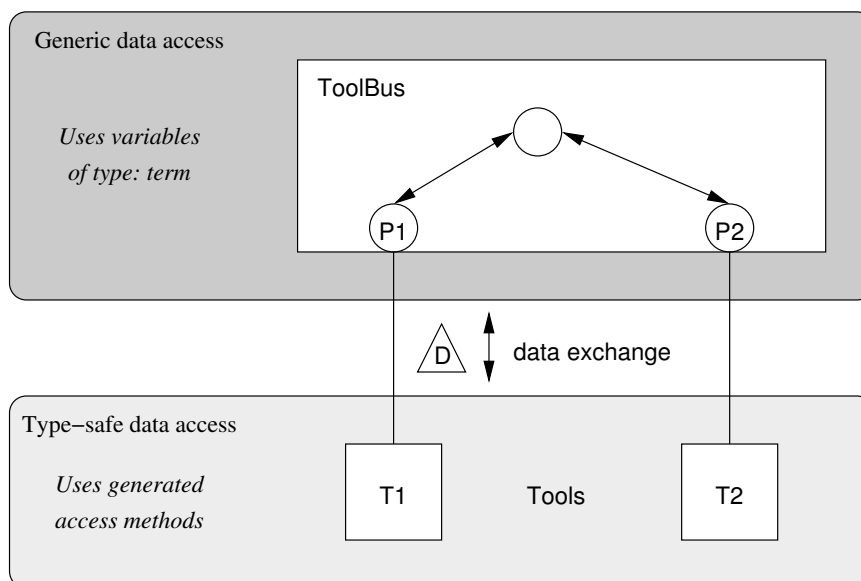 Generic data access
ToolBus
Uses variables
of type: term
P1
P2
D
data exchange
Type−safe data access
Uses generated
access methods
T1
Tools
T2